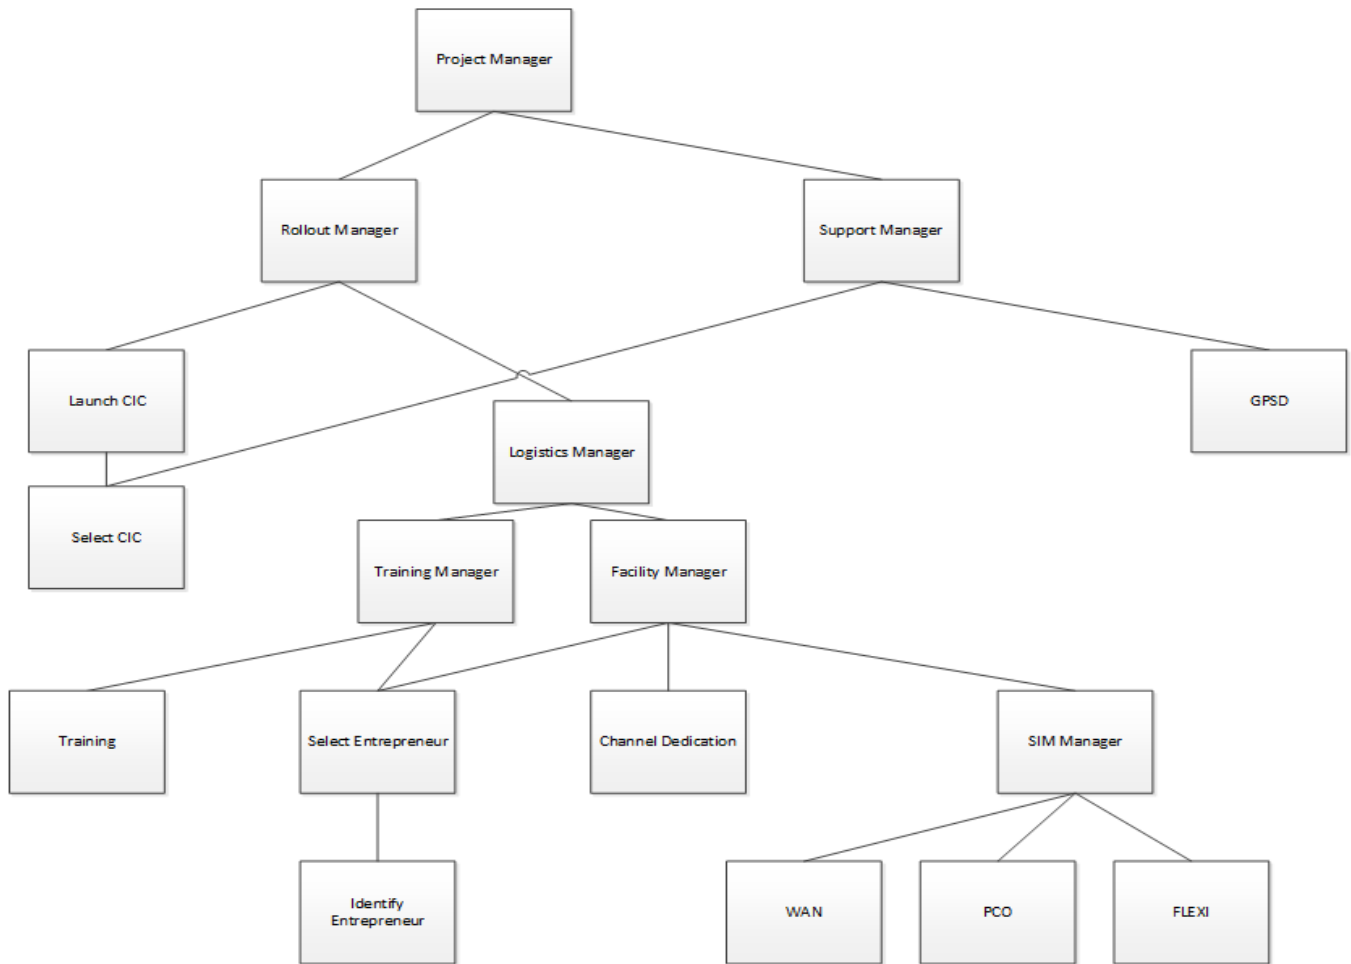 Project Manager
Rollout Manager
Support Manager
Launch CIC
GPSD
Logistics Manager
Select CIC
Training Manager
Facility Manager
Training
Select Entrepreneur
Channel Dedication
SIM Manager
Identify
Entrepreneur
WAN
PCO
FLEXI